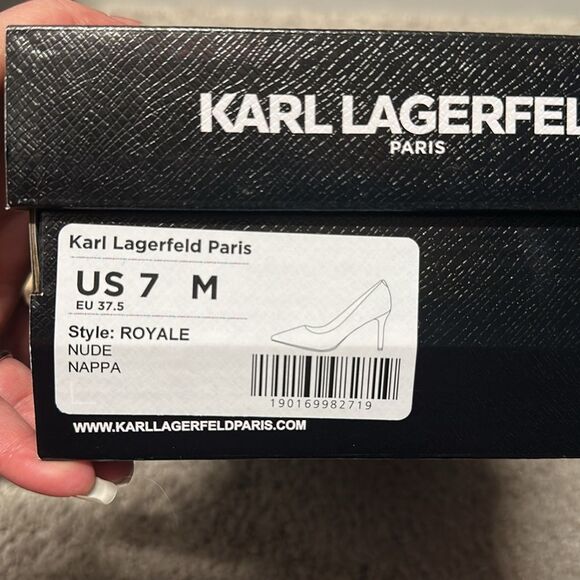 KARL LAGERFEL
PARIS
Karl Lagerfeld Paris
US 7 M
EU 37.5
Style: ROYALE
NUDE
NAPPA
190169982719
WWW.KARLLAGERFELDPARIS.COM